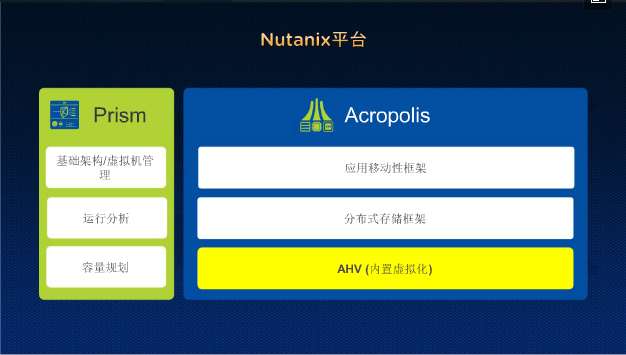 Nutanix平台
Prism
基础架构/虚拟机管
理
运行分析
容量规划
Acropolis
应用移动性框架
分布式存储框架
AHV (内置虚拟化)